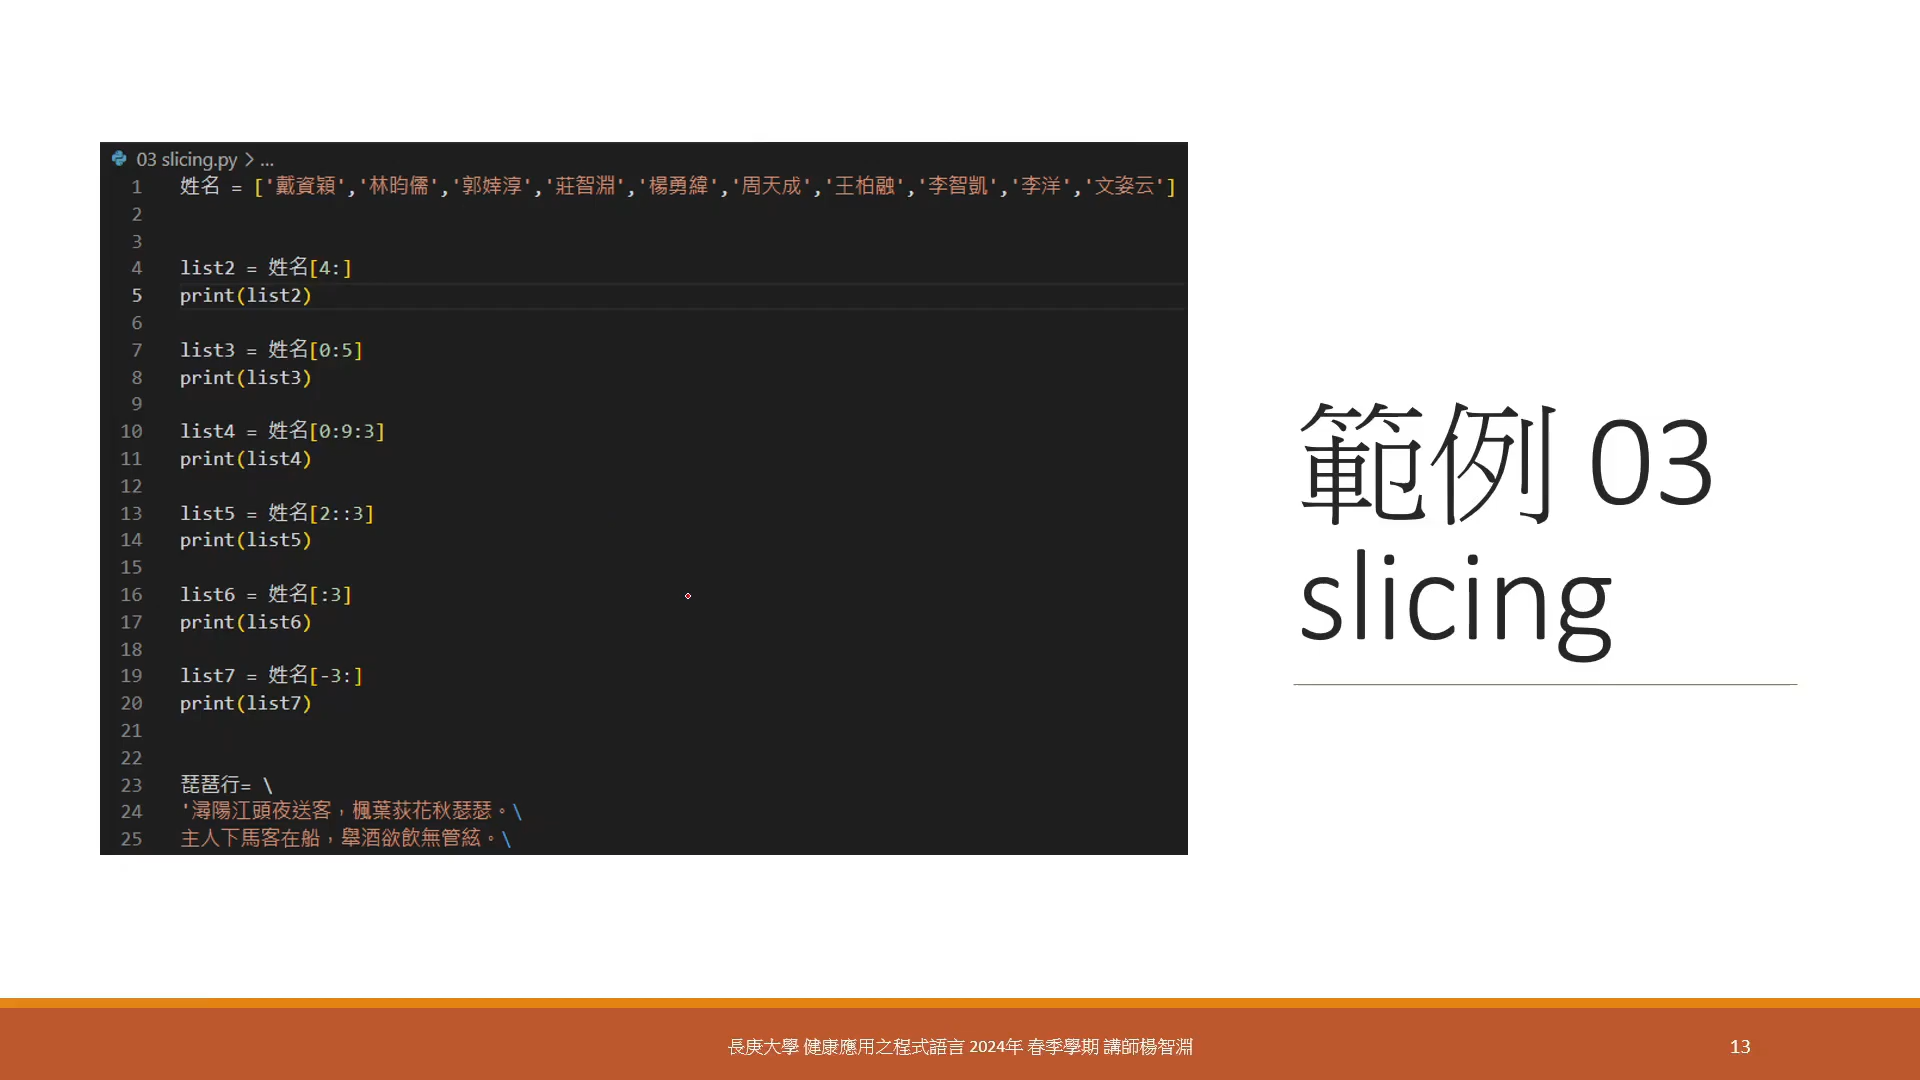 03 slicing.py > ...
1 姓名 = ['戴資穎','林昀儒','郭婞淳','莊智淵','楊勇緯','周天成','王柏融','李智凱','李洋','文姿云']
2
3
4 list2 = 姓名[4:]
5 print(list2)
6
7 list3 = 姓名[0:5]
8 print(list3)
9
10 list4 = 姓名[0:9:3]
11 print(list4)
12
13 list5 = 姓名[2::3]
14 print(list5)
15
16 list6 = 姓名[:3]
17 print(list6)
18
19 list7 = 姓名[-3:]
20 print(list7)
21
22
23 琵琶行= \
24 '潯陽江頭夜送客，楓葉荻花秋瑟瑟。\
25 主人下馬客在船，舉酒欲飲無管絃。\
範例 03
slicing
長庚大學 健康應用之程式語言 2024年 春季學期 講師楊智淵
13